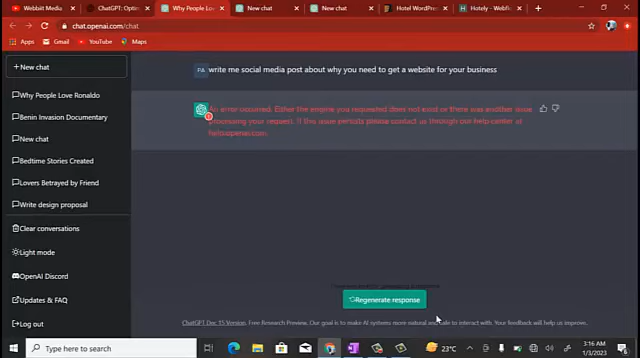 Webiit Media
ChatGPT: Optim
Why People Love
New chat
New chat
Hotel WordPre
Hotely - Webfl
chat.openai.com/chat
Apps
Gmail
YouTube
Maps
+ New chat
PA write me social media post about why you need to get a website for your business
Why People Love Ronaldo
An error occurred. Either the engine you requested does not exist or there was another issue
processing your request. If this issue persists please contact us through our help center at
help.openai.com.
Benin Invasion Documentary
New chat
Bedtime Stories Created
Lovers Betrayed by Friend
Write design proposal
Clear conversations
Light mode
OpenAI Discord
Updates & FAQ
Log out
Regenerate response
ChatGPT Dec 15 Version. Free Research Preview. Our goal is to make AI systems more natural and safe to interact with. Your feedback will help us improve.
Type here to search
23°C
3:16 AM
1/3/2023